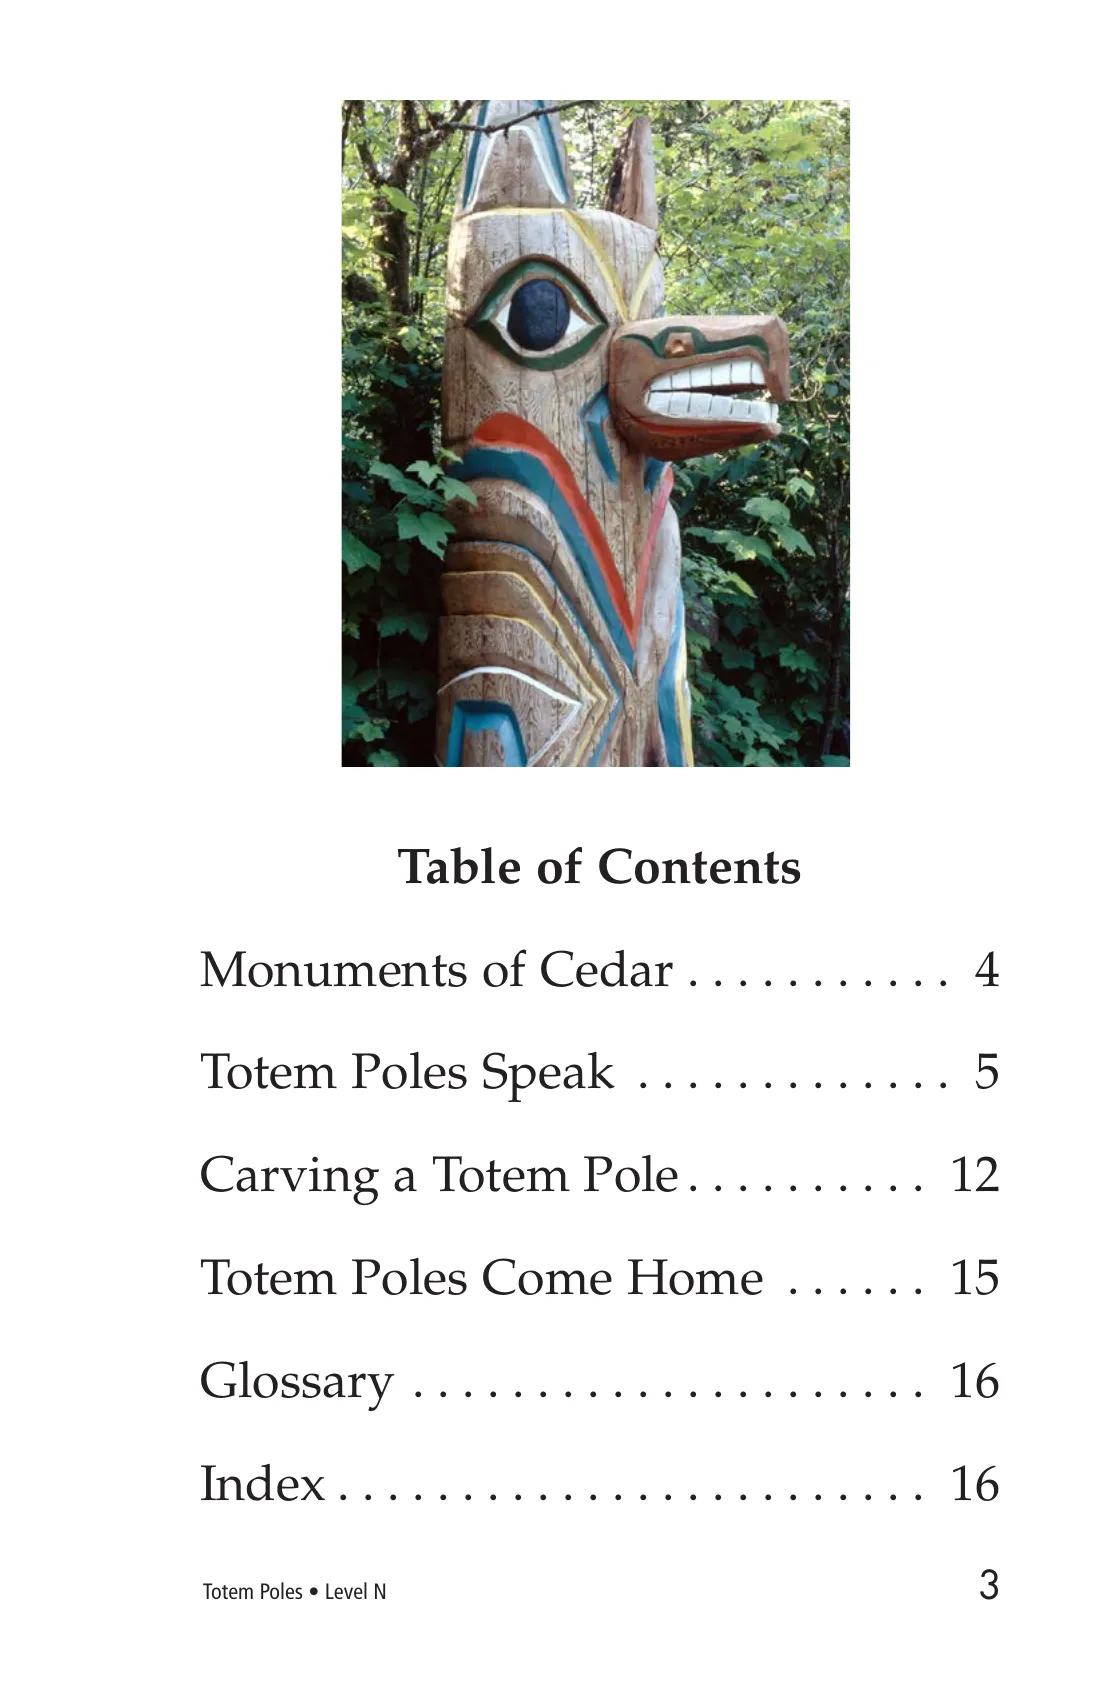 Table of Contents
Monuments of Cedar . . . . . . . . . . . 4
Totem Poles Speak . . . . . . . . . . . . . 5
Carving a Totem Pole . . . . . . . . . . 12
Totem Poles Come Home . . . . . . 15
Glossary . . . . . . . . . . . . . . . . . . . . . 16
Index . . . . . . . . . . . . . . . . . . . . . . . . 16
Totem Poles • Level N 3